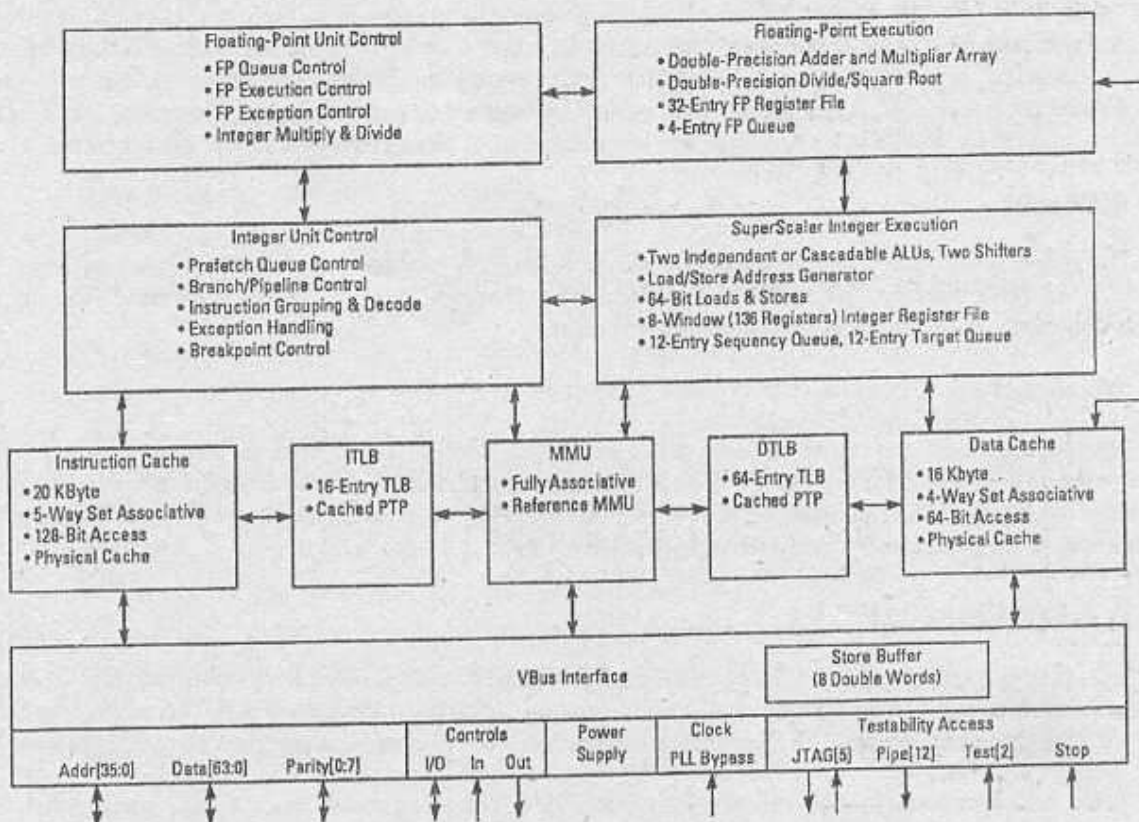 Floating-Point Unit Control
• FP Queue Control
• FP Execution Control
• FP Exception Control
• Integer Multiply & Divide
Floating-Point Execution
• Double-Precision Adder and Multiplier Array
• Double-Precision Divide/Square Root
• 32-Entry FP Register File
• 4-Entry FP Queue
Integer Unit Control
• Prefetch Queue Control
• Branch/Pipeline Control
• Instruction Grouping & Decode
• Exception Handling
• Breakpoint Control
SuperScaler Integer Execution
• Two Independent or Cascadable ALUs, Two Shifters
• Load/Store Address Generator
• 64-Bit Loads & Stores
• 8-Window (136 Registers) Integer Register File
• 12-Entry Sequency Queue, 12-Entry Target Queue
Instruction Cache
• 20 KByte
• 5-Way Set Associative
• 128-Bit Access
• Physical Cache
ITLB
• 16-Entry TLB
• Cached PTP
MMU
• Fully Associative
• Reference MMU
DTLB
• 64-Entry TLB
• Cached PTP
Data Cache
• 16 Kbyte
• 4-Way Set Associative
• 64-Bit Access
• Physical Cache
VBus Interface
Store Buffer
(8 Double Words)
Addr[35:0] Data[63:0] Parity[0:7]
Controls
I/O In Out
Power
Supply
Clock
PLL Bypass
Testability Access
JTAG[5] Pipe[12] Test[2] Stop